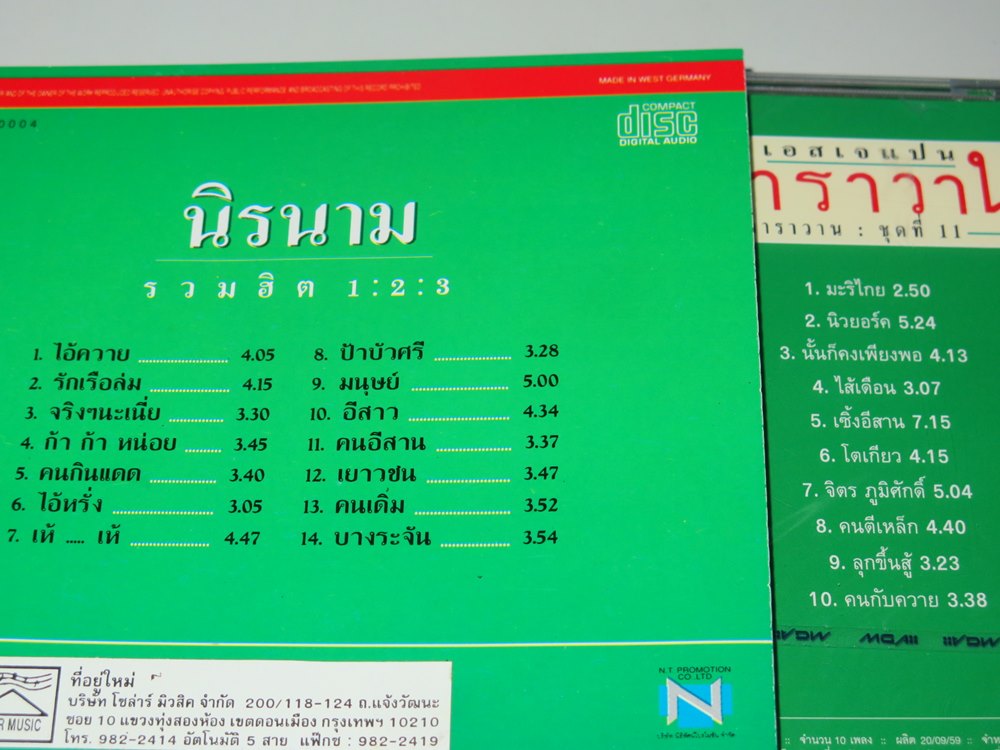 MADE IN WEST GERMANY
0004
COMPACT
disc
DIGITAL AUDIO
นิรนาม
รวมฮิต 1:2:3
1. ไอ้ควาย 4.05
2. รักเรือล่ม 4.15
3. จริงๆนะเนี่ย 3.30
4. ก้า ก้า หน่อย 3.45
5. คนกินแดด 3.40
6. ไอ้หรั่ง 3.05
7. เห้ ..... เห้ 4.47
8. ป้าบัวศรี 3.28
9. มนุษย์ 5.00
10. อีสาว 4.34
11. คนอีสาน 3.37
12. เยาวชน 3.47
13. คนเดิ่ม 3.52
14. บางระจัน 3.54
R MUSIC
ที่อยู่ใหม่
บริษัท โซล่าร์ มิวสิค จำกัด 200/118-124 ถ.แจ้งวัฒนะ
ซอย 10 แขวงทุ่งสองห้อง เขตดอนเมือง กรุงเทพฯ 10210
โทร. 982-2414 อัตโนมัติ 5 สาย แฟ๊กซ : 982-2419
N.T. PROMOTION
CO.,LTD
N
เอสเจแปน
าราวาน
าราวาน : ชุดที่ 11
1. มะริไกย 2.50
2. นิวยอร์ค 5.24
3. นั้นก็คงเพียงพอ 4.13
4. ไส้เดือน 3.07
5. เซิ้งอีสาน 7.15
6. โตเกียว 4.15
7. จิตร ภูมิศักดิ์ 5.04
8. คนตีเหล็ก 4.40
9. ลุกขึ้นสู้ 3.23
10. คนกับควาย 3.38
:: จำนวน 10 เพลง :: ผลิต 20/09/59 :: จำห